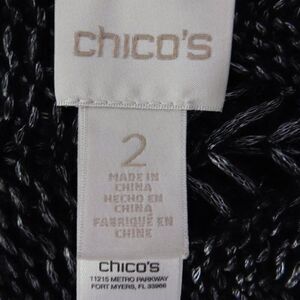 chico's
2
MADE IN
CHINA
HECHO EN
CHINA
FABRIQUÉ EN
CHINE
chico's
11215 METRO PARKWAY
FORT MYERS, FL 33966